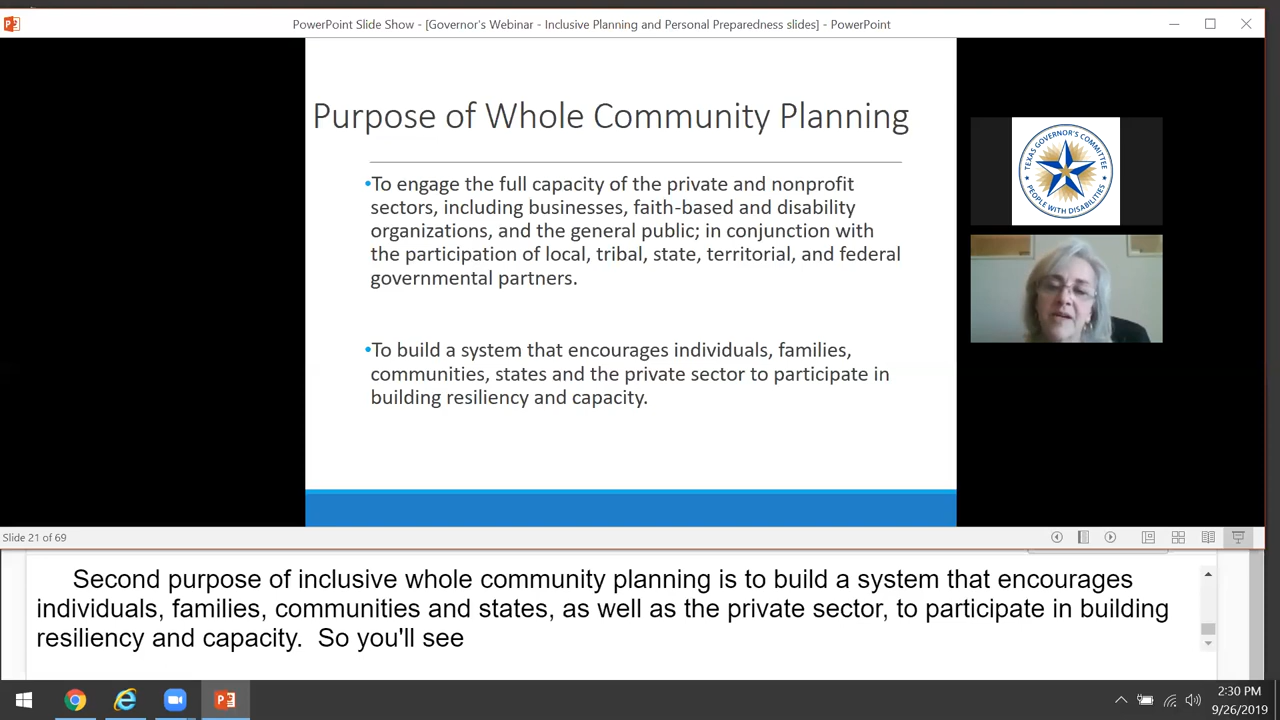 PowerPoint Slide Show - [Governor's Webinar - Inclusive Planning and Personal Preparedness slides] - PowerPoint
Purpose of Whole Community Planning
•To engage the full capacity of the private and nonprofit
sectors, including businesses, faith-based and disability
organizations, and the general public; in conjunction with
the participation of local, tribal, state, territorial, and federal
governmental partners.
•To build a system that encourages individuals, families,
communities, states and the private sector to participate in
building resiliency and capacity.
TEXAS GOVERNOR'S COMMITTEE
PEOPLE WITH DISABILITIES
Slide 21 of 69
Second purpose of inclusive whole community planning is to build a system that encourages
individuals, families, communities and states, as well as the private sector, to participate in building
resiliency and capacity.  So you'll see
2:30 PM
9/26/2019